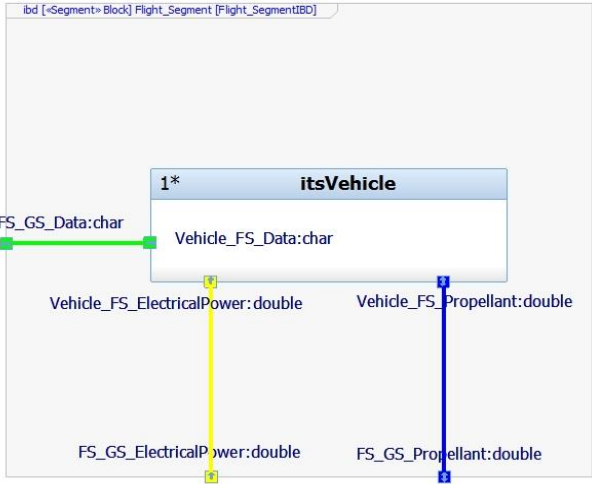 ibd [«Segment» Block] Flight_Segment [Flight_SegmentIBD]
1* itsVehicle
FS_GS_Data:char
Vehicle_FS_Data:char
Vehicle_FS_ElectricalPower:double
Vehicle_FS_Propellant:double
FS_GS_ElectricalPower:double
FS_GS_Propellant:double